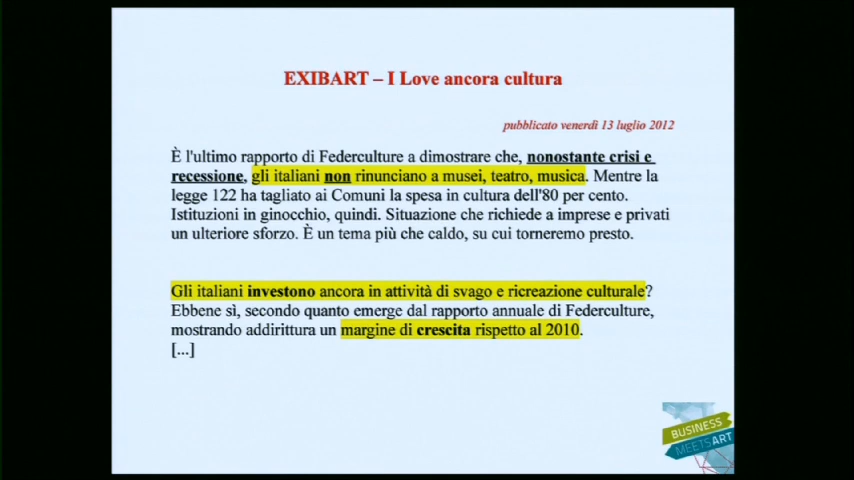 EXIBART – I Love ancora cultura
pubblicato venerdì 13 luglio 2012
È l'ultimo rapporto di Federculture a dimostrare che, nonostante crisi e
recessione, gli italiani non rinunciano a musei, teatro, musica. Mentre la
legge 122 ha tagliato ai Comuni la spesa in cultura dell'80 per cento.
Istituzioni in ginocchio, quindi. Situazione che richiede a imprese e privati
un ulteriore sforzo. È un tema più che caldo, su cui torneremo presto.
Gli italiani investono ancora in attività di svago e ricreazione culturale?
Ebbene sì, secondo quanto emerge dal rapporto annuale di Federculture,
mostrando addirittura un margine di crescita rispetto al 2010.
[...]
BUSINESS
MEETSART